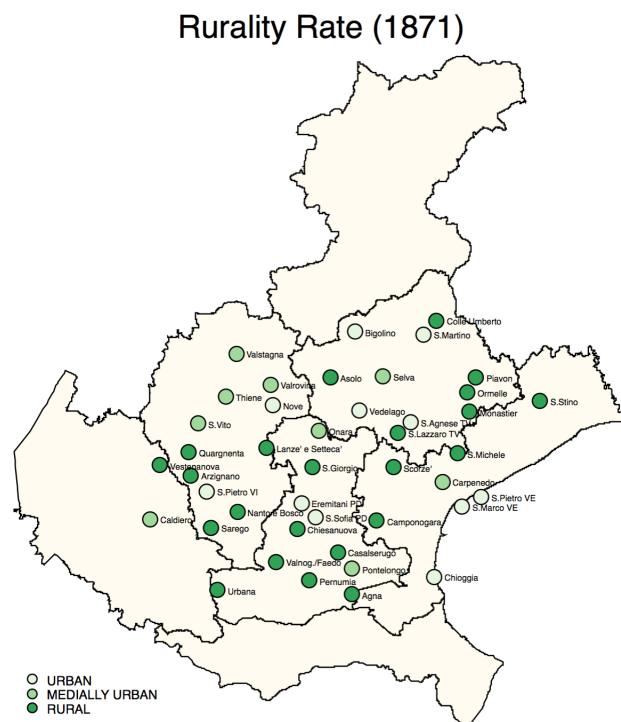 Rurality Rate (1871)
Colle Umberto
Bigolino
S.Martino
Valstagna
Valrovina
Asolo
Selva
Piavon
Thiene
Ormelle
S.Stino
Nove
Vedelago
Monastier
S.Vito
S.Agnese TV
Onara
S.Lazzaro TV
Quargnenta
Lanze' e Setteca'
S.Michele
Vestenanova
S.Giorgio
Scorze'
Arzignano
Carpenedo
S.Pietro VI
S.Pietro VE
Eremitani PD
S.Marco VE
Nanto e Bosco
S.Sofia PD
Caldiero
Camponogara
Sarego
Chiesanuova
Casalserugo
Valnog./Faedo
Pontelongo
Chioggia
Pernumia
Urbana
Agna
URBAN
MEDIALLY URBAN
RURAL